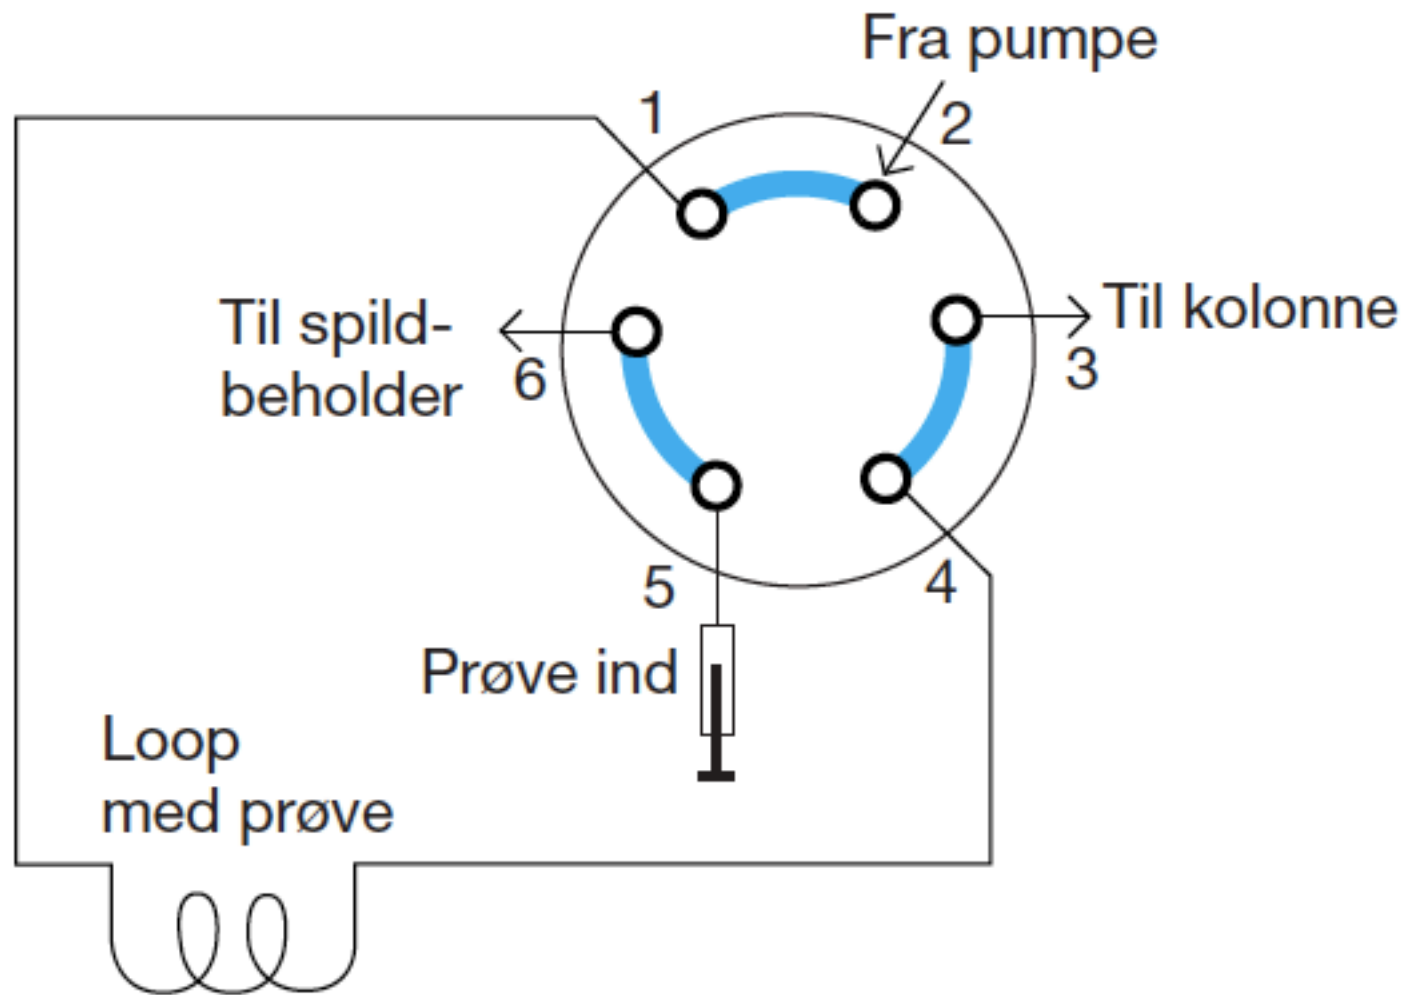 Fra pumpe
1
2
Til spild-
beholder
6
Til kolonne
3
5
4
Prøve ind
Loop
med prøve